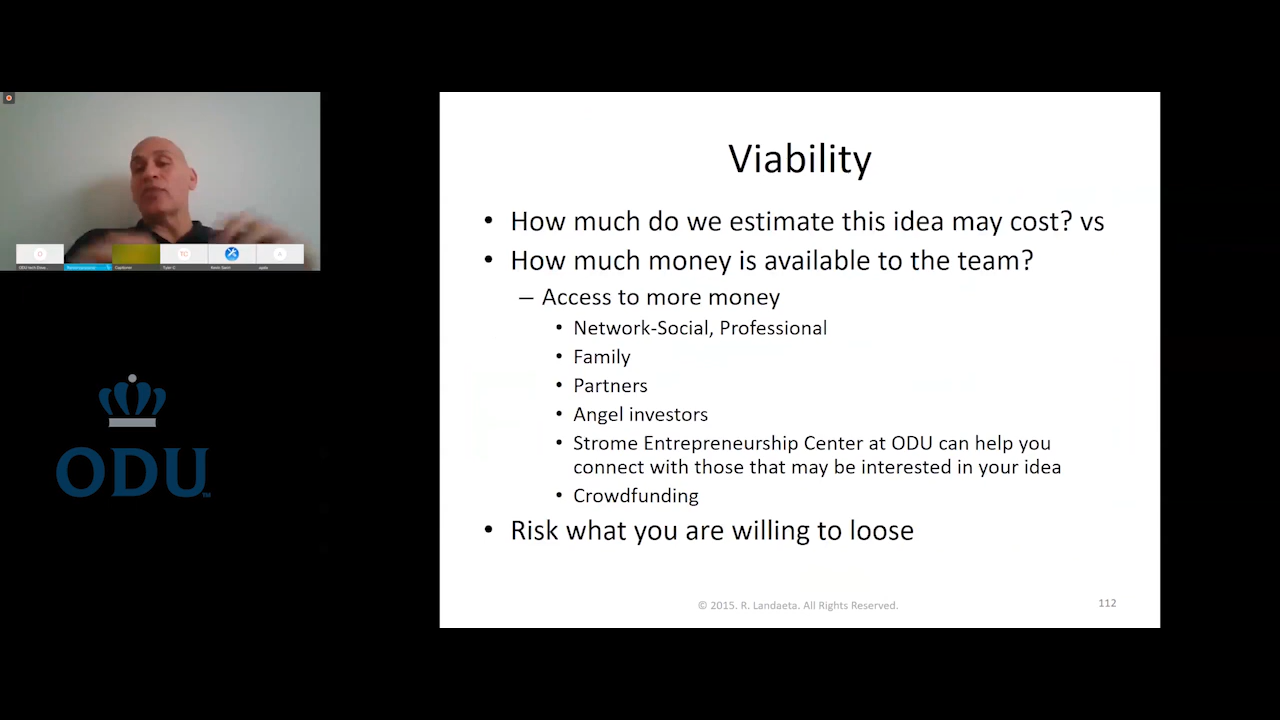 Viability
• How much do we estimate this idea may cost? vs
• How much money is available to the team?
– Access to more money
• Network-Social, Professional
• Family
• Partners
• Angel investors
• Strome Entrepreneurship Center at ODU can help you
connect with those that may be interested in your idea
• Crowdfunding
• Risk what you are willing to loose
© 2015. R. Landaeta. All Rights Reserved.
112
TC
ODU